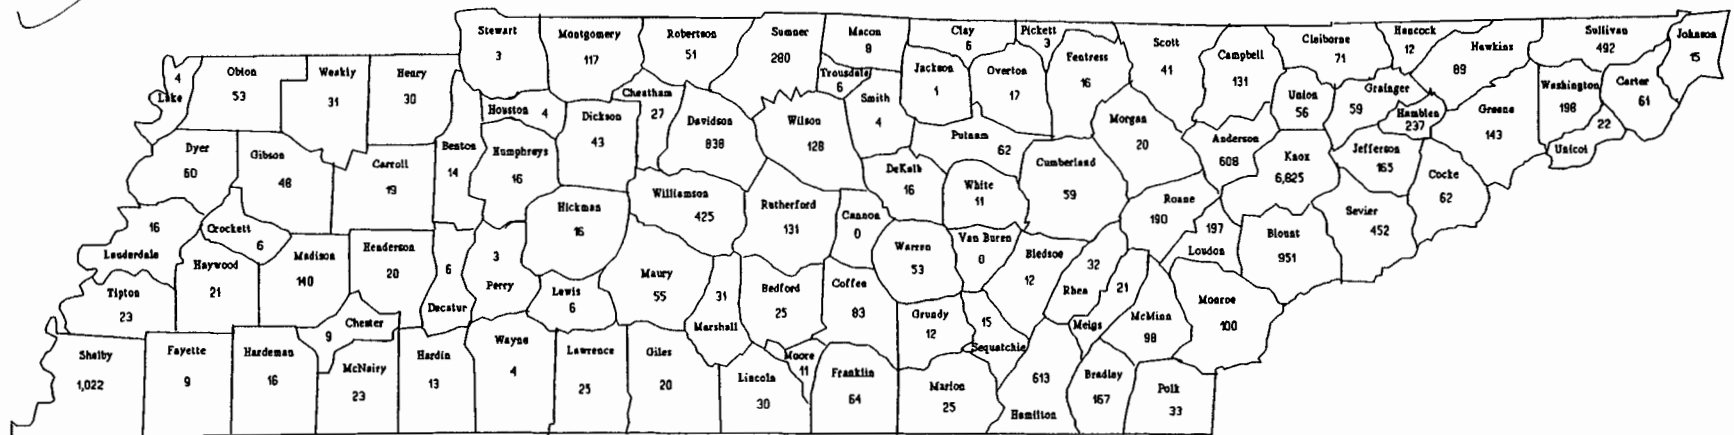 Stewart
3
Montgomery
117
Robertson
51
Sumner
280
Macon
8
Clay
6
Pickett
3
Scott
41
Campbell
131
Claiborne
71
Hancock
12
Hawkins
89
Sullivan
492
Johnson
15
4
Lake
Obion
53
Weakly
31
Henry
30
Houston 4
Cheatham
27
Dickson
43
Davidson
838
Wilson
128
Trousdale
6
Smith
4
Jackson
1
Overton
17
Fentress
16
Morgan
20
Anderson
608
Union
56
Grainger
59
Hamblen
237
Greene
143
Washington
198
Carter
61
22
Unicoi
Dyer
60
Gibson
48
Carroll
19
Benton
14
Humphreys
16
Hickman
16
Williamson
425
Rutherford
131
Cannon
0
DeKalb
16
Putnam
62
White
11
Cumberland
59
Roane
190
197
Loudon
Knox
6,825
Jefferson
165
Cocke
62
Sevier
452
Blount
951
16
Lauderdale
Crockett
6
Haywood
21
Madison
140
Henderson
20
6
Decatur
3
Perry
Lewis
6
Maury
55
31
Marshall
Bedford
25
Coffee
83
Warren
53
Van Buren
0
Bledsoe
12
32
Rhea
21
Meigs
McMinn
98
Monroe
100
Tipton
23
Shelby
1,022
Fayette
9
Hardeman
16
Chester
9
McNairy
23
Hardin
13
Wayne
4
Lawrence
25
Giles
20
Lincoln
30
Moore
11
Franklin
64
Grundy
12
15
Sequatchie
Marion
25
613
Hamilton
Bradley
167
Polk
33